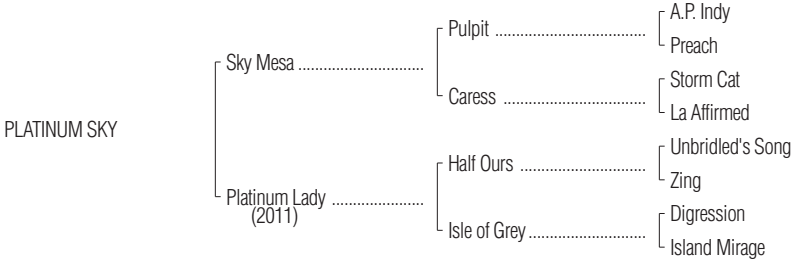 A.P. Indy
Pulpit ..............................
Preach
Sky Mesa .............................
Storm Cat
Caress ..............................
La Affirmed
PLATINUM SKY
Unbridled's Song
Half Ours ..........................
Zing
Platinum Lady .....................
(2011)
Digression
Isle of Grey ........................
Island Mirage